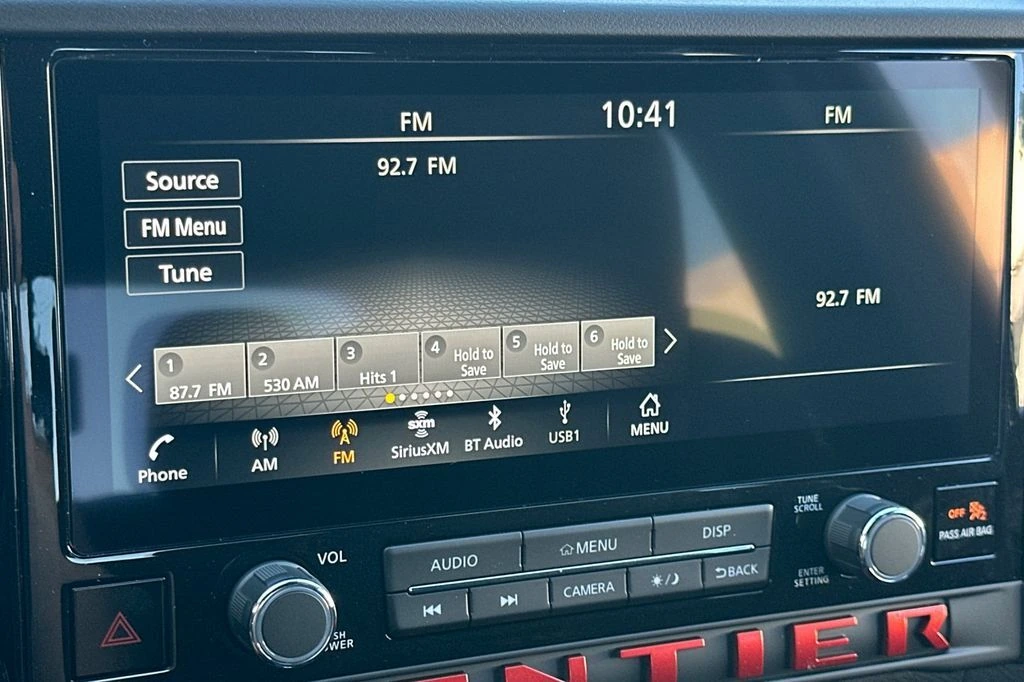 FM 10:41 FM
92.7 FM
Source
FM Menu
Tune
92.7 FM
1 87.7 FM
2 530 AM
3 Hits 1
4 Hold to Save
5 Hold to Save
6 Hold to Save
Phone
AM
FM
sxm
SiriusXM
BT Audio
USB1
MENU
VOL
AUDIO
MENU
DISP
CAMERA
BACK
TUNE
SCROLL
ENTER
SETTING
OFF
PASS AIR BAG
NTIER